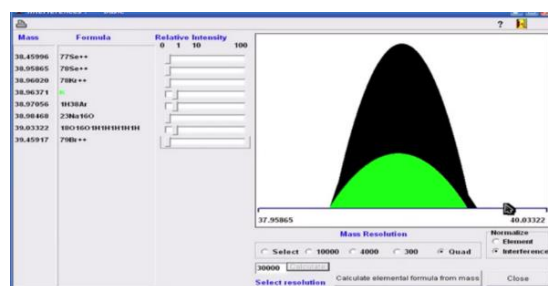 Mass Formula Relative Intensity
0 1 10 100
38.45996 77Se++
38.95865 78Se++
38.96020 78Kr++
38.96371
38.97056 1H38Ar
38.98468 23Na16O
39.03322 18O16O1H1H1H1H1H
39.45917 79Br++
37.95865 40.03322
Mass Resolution
Select 10000 4000 300 Quad
Normalize
Element
Interference
30000 Calculate
Select resolution
Calculate elemental formula from mass
Close
?